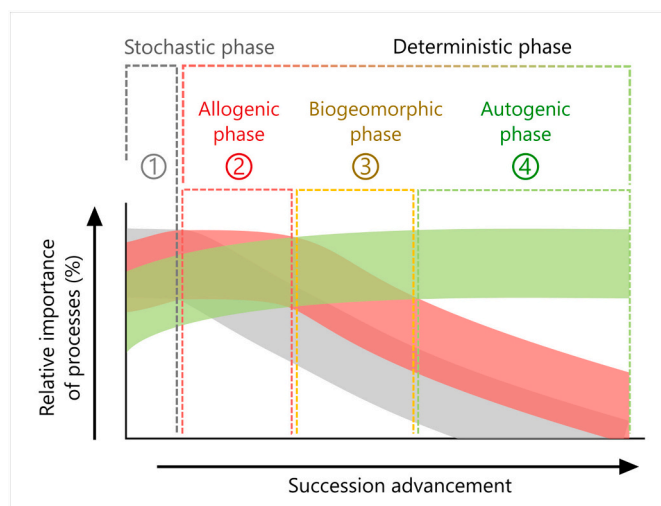 Stochastic phase
Deterministic phase
Allogenic
phase
②
Biogeomorphic
phase
③
Autogenic
phase
④
①
Relative importance
of processes (%)
Succession advancement